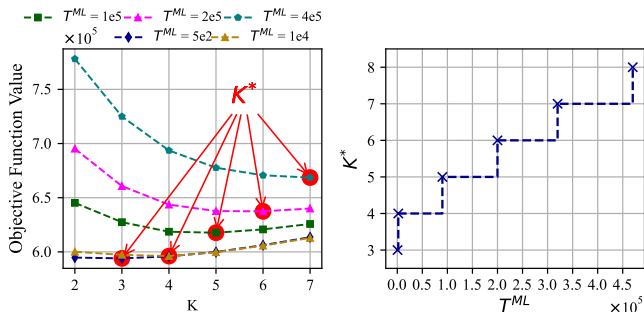 T^ML = 1e5 T^ML = 2e5 T^ML = 4e5
T^ML = 5e2 T^ML = 1e4
×10^5
Objective Function Value
7.5
7.0
6.5
6.0
K*
2 3 4 5 6 7
K
K*
8
7
6
5
4
3
0.0 0.5 1.0 1.5 2.0 2.5 3.0 3.5 4.0 4.5
×10^5
T^ML